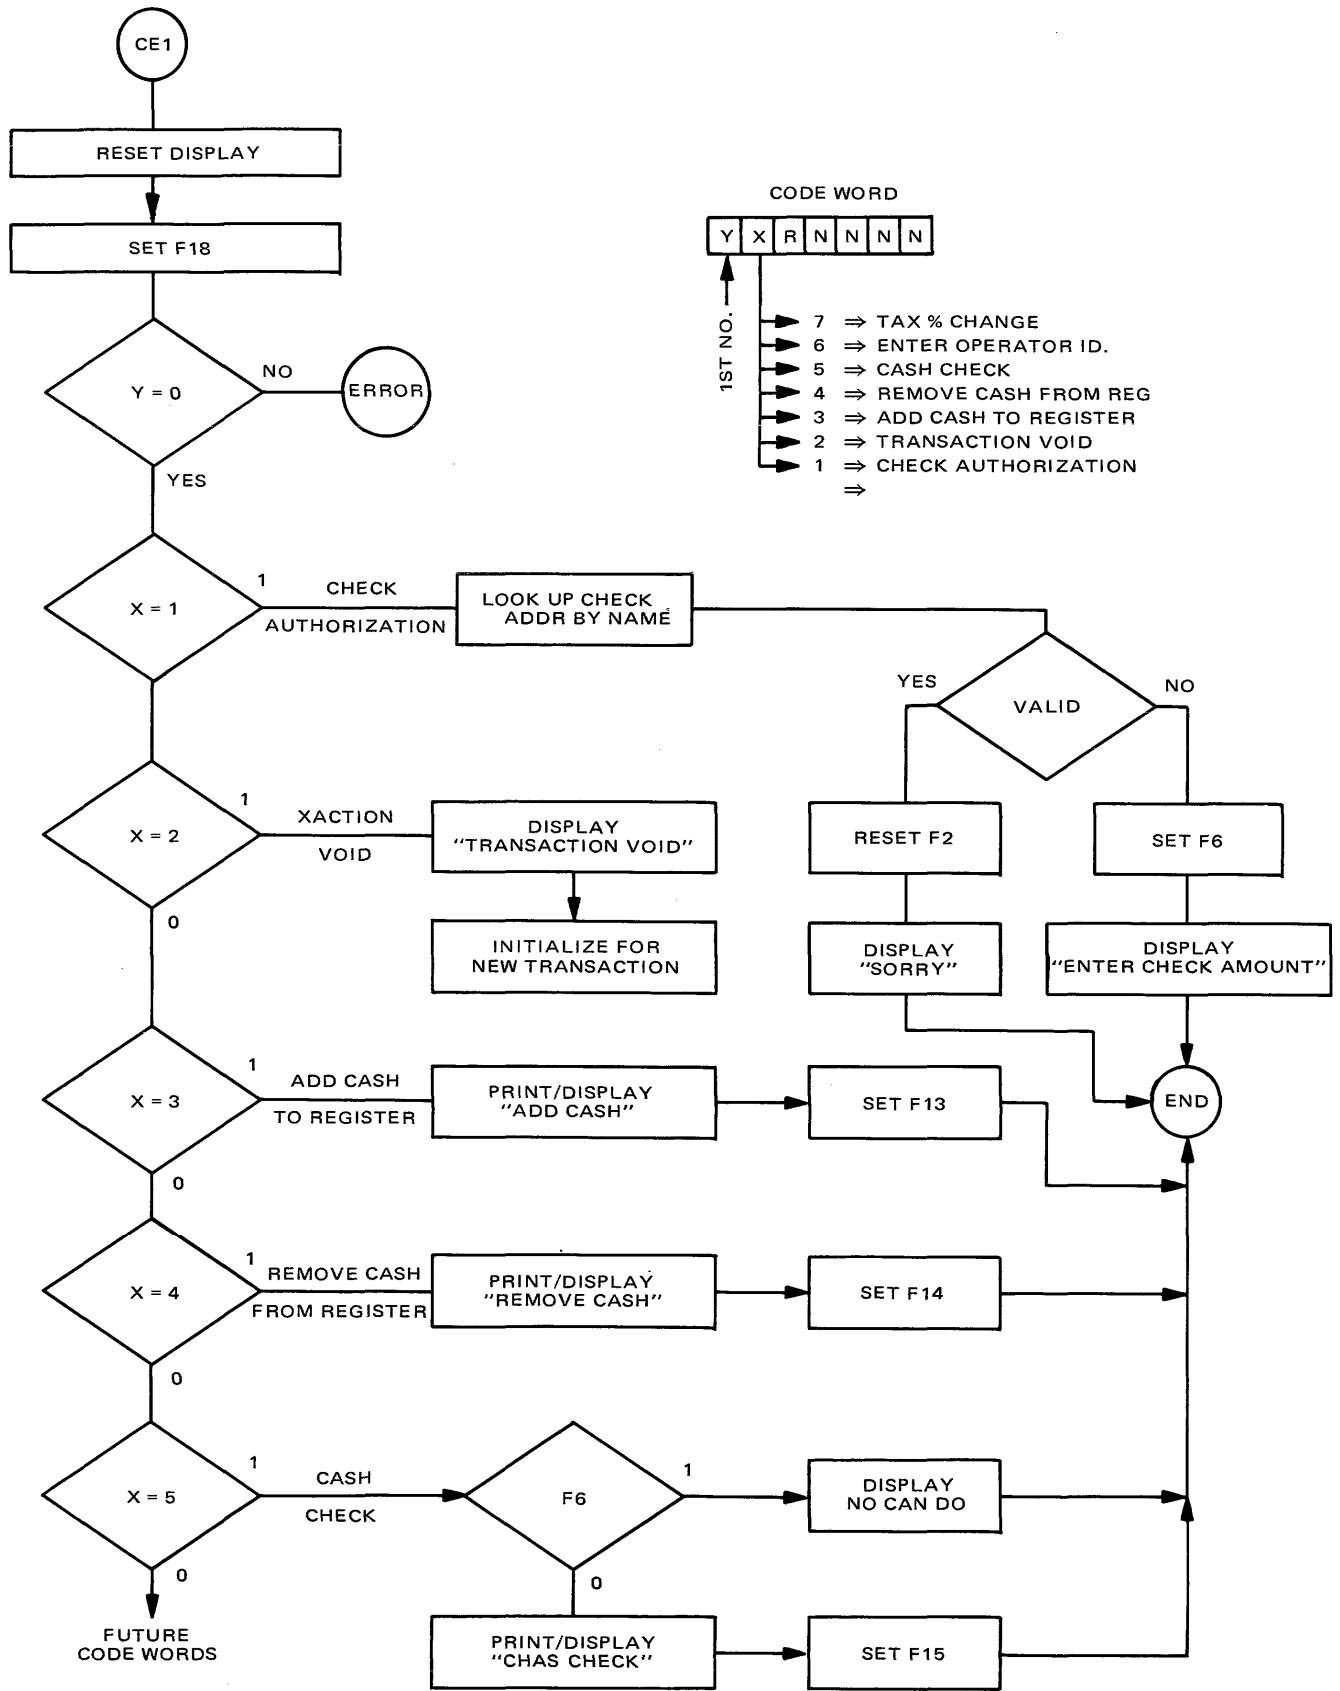 CE1
RESET DISPLAY
SET F18
Y = 0
NO
ERROR
YES
CODE WORD
Y X R N N N N
1ST NO.
7 ⇒ TAX % CHANGE
6 ⇒ ENTER OPERATOR ID.
5 ⇒ CASH CHECK
4 ⇒ REMOVE CASH FROM REG
3 ⇒ ADD CASH TO REGISTER
2 ⇒ TRANSACTION VOID
1 ⇒ CHECK AUTHORIZATION
⇒
X = 1
1
CHECK
AUTHORIZATION
LOOK UP CHECK
ADDR BY NAME
VALID
YES
NO
RESET F2
SET F6
DISPLAY
"SORRY"
DISPLAY
"ENTER CHECK AMOUNT"
END
X = 2
1
XACTION
VOID
DISPLAY
"TRANSACTION VOID"
INITIALIZE FOR
NEW TRANSACTION
0
X = 3
1
ADD CASH
TO REGISTER
PRINT/DISPLAY
"ADD CASH"
SET F13
0
X = 4
1
REMOVE CASH
FROM REGISTER
PRINT/DISPLAY
"REMOVE CASH"
SET F14
0
X = 5
1
CASH
CHECK
F6
1
DISPLAY
NO CAN DO
0
PRINT/DISPLAY
"CHAS CHECK"
SET F15
0
FUTURE
CODE WORDS